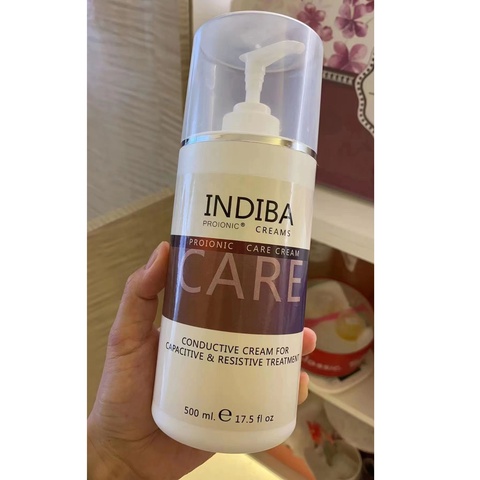 INDIBA
PROIONIC® CREAMS
PROIONIC CARE CREAM
CARE
CONDUCTIVE CREAM FOR
CAPACITIVE & RESISTIVE TREATMENT
500 ml. ℮ 17.5 fl oz